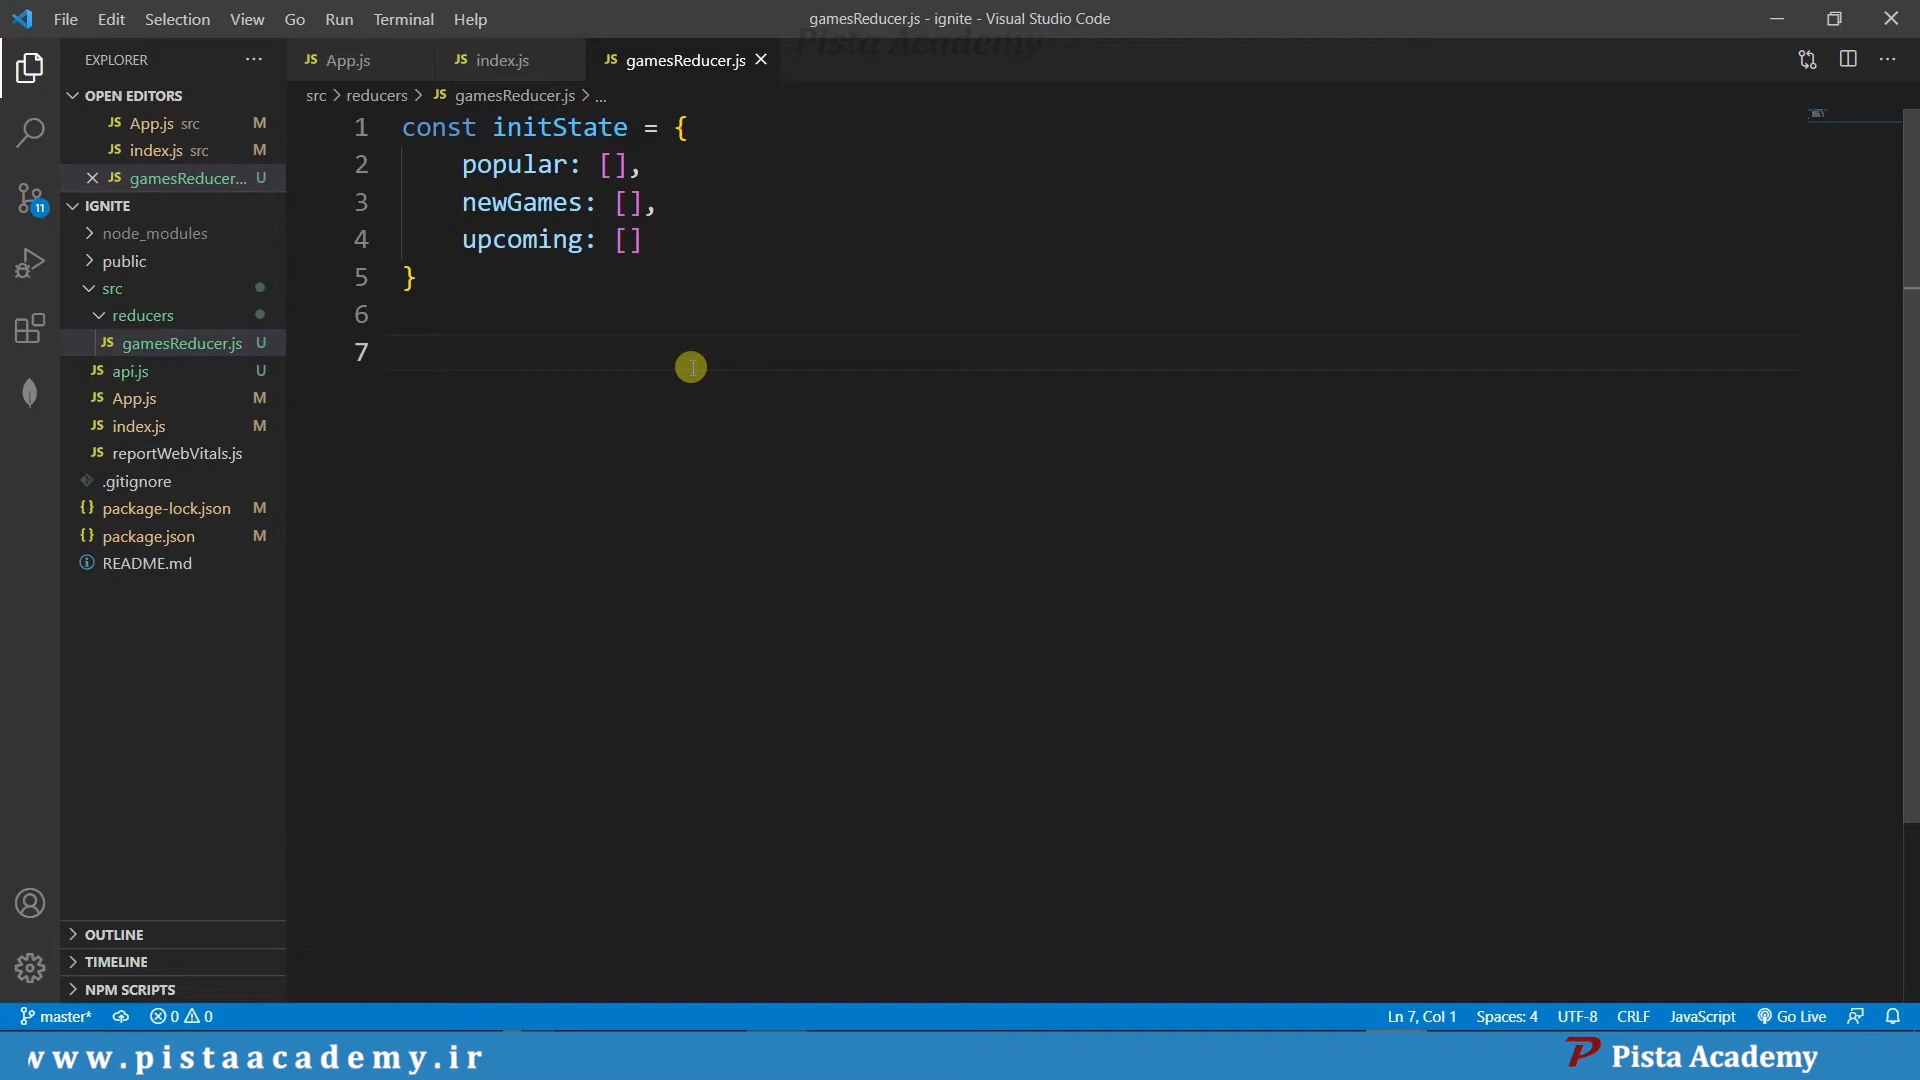 File Edit Selection View Go Run Terminal Help
gamesReducer.js - ignite - Visual Studio Code
Pista Academy
EXPLORER
JS App.js
JS index.js
JS gamesReducer.js
OPEN EDITORS
JS App.js src M
JS index.js src M
JS gamesReducer... U
IGNITE
node_modules
public
src
reducers
JS gamesReducer.js U
JS api.js U
JS App.js M
JS index.js M
JS reportWebVitals.js
.gitignore
{} package-lock.json M
{} package.json M
README.md
11
OUTLINE
TIMELINE
NPM SCRIPTS
src > reducers > JS gamesReducer.js > ...
1 const initState = {
2 popular: [],
3 newGames: [],
4 upcoming: []
5 }
6
7
master* 0 0
Ln 7, Col 1 Spaces: 4 UTF-8 CRLF JavaScript Go Live
www.pistaacademy.ir
P Pista Academy